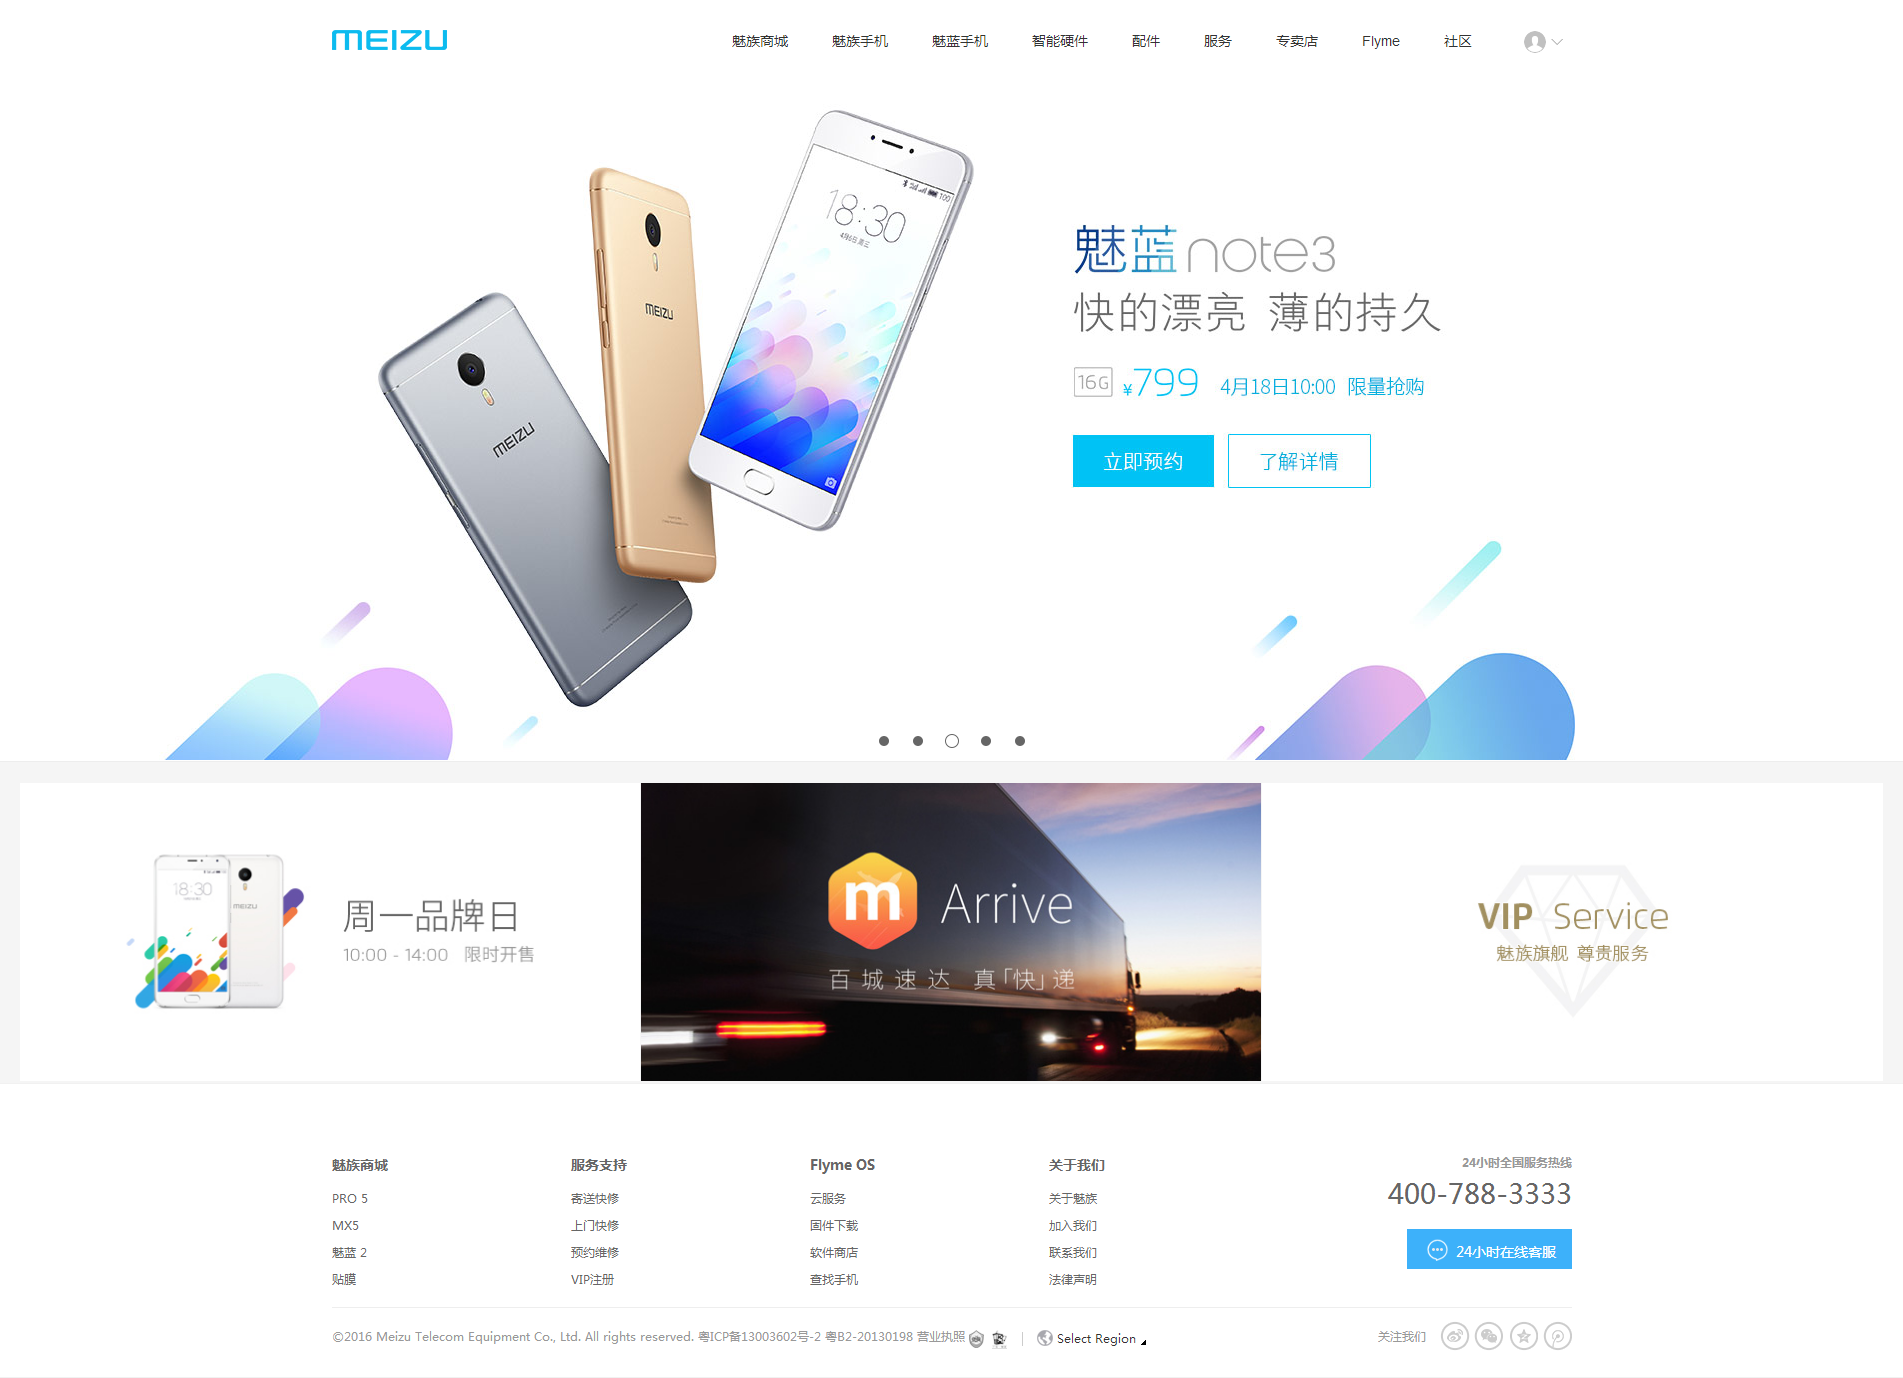 MEIZU
魅族商城 魅族手机 魅蓝手机 智能硬件 配件 服务 专卖店 Flyme 社区
18:30
4月6日 周三
100
MEIZU
MEIZU
魅蓝 note3
快的漂亮 薄的持久
16G ¥799 4月18日10:00 限量抢购
立即预约 了解详情
18:30
MEIZU
周一品牌日
10:00 - 14:00 限时开售
m Arrive
百城速达 真「快」递
VIP Service
魅族旗舰 尊贵服务
魅族商城
PRO 5
MX5
魅蓝 2
贴膜
服务支持
寄送快修
上门快修
预约维修
VIP注册
Flyme OS
云服务
固件下载
软件商店
查找手机
关于我们
关于魅族
加入我们
联系我们
法律声明
24小时全国服务热线
400-788-3333
24小时在线客服
©2016 Meizu Telecom Equipment Co., Ltd. All rights reserved. 粤ICP备13003602号-2 粤B2-20130198 营业执照 | Select Region
关注我们